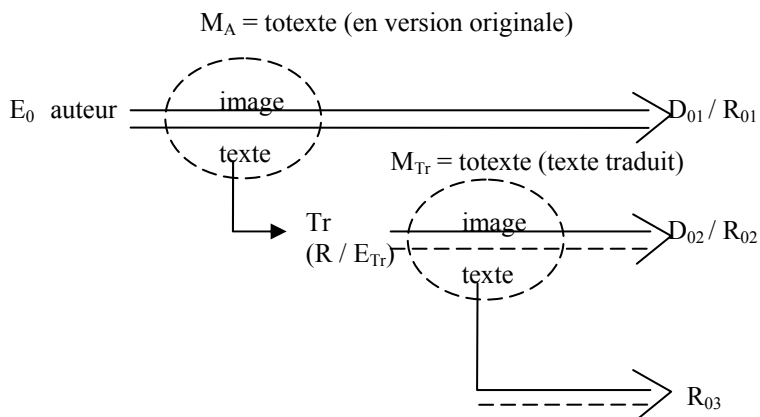 M_A = totexte (en version originale)
E_0 auteur
image
D_01 / R_01
texte
M_Tr = totexte (texte traduit)
Tr
(R / E_Tr)
image
D_02 / R_02
texte
R_03